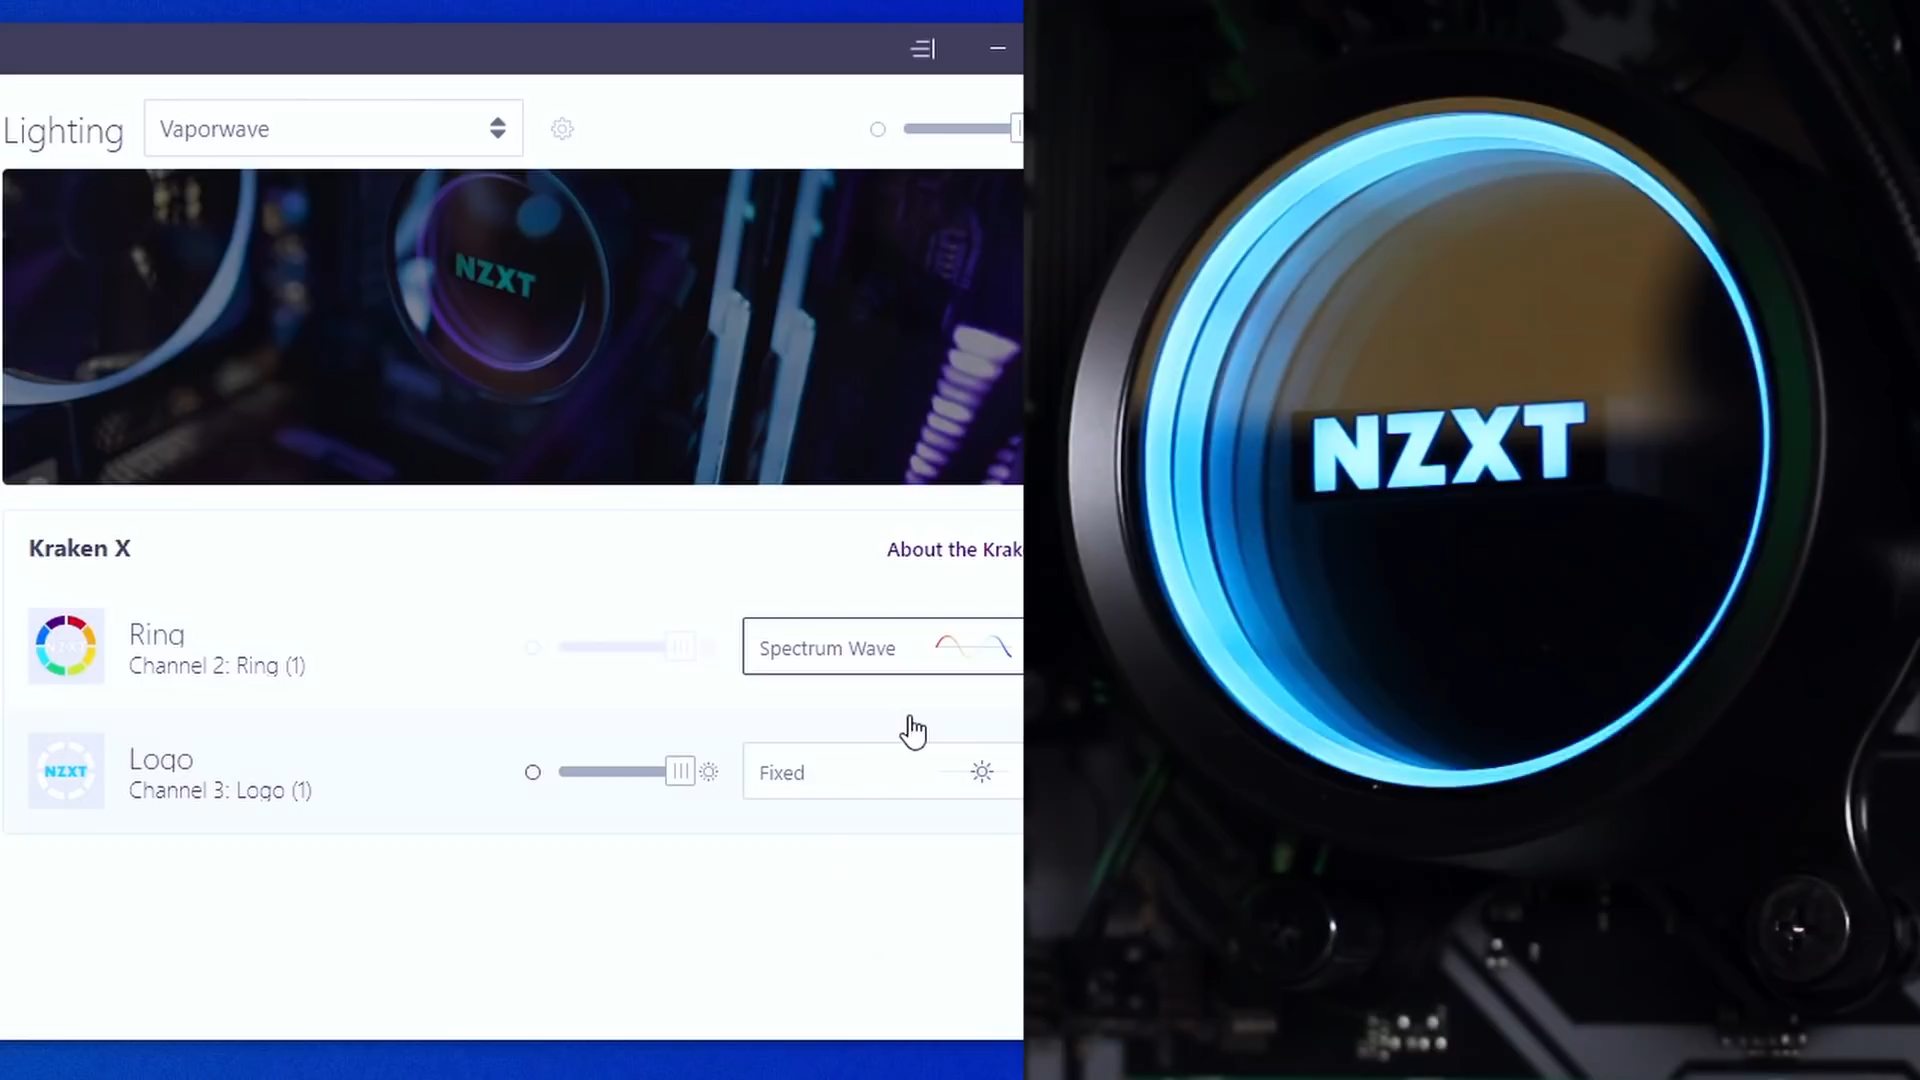 Lighting
Vaporwave
NZXT
Kraken X
About the Krak
Ring
Channel 2: Ring (1)
Spectrum Wave
NZXT
Logo
Channel 3: Logo (1)
Fixed
NZXT